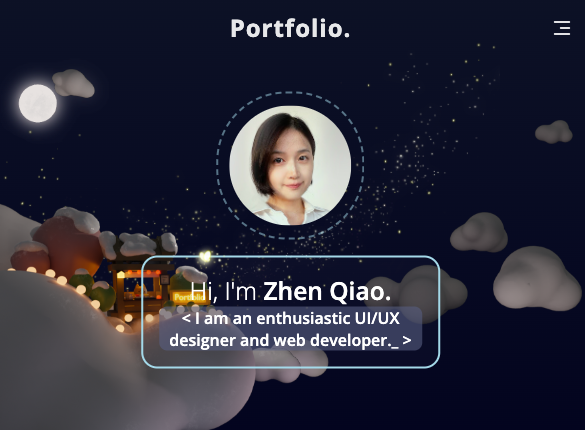 Portfolio.
Hi, I'm Zhen Qiao.
< I am an enthusiastic UI/UX
designer and web developer._ >